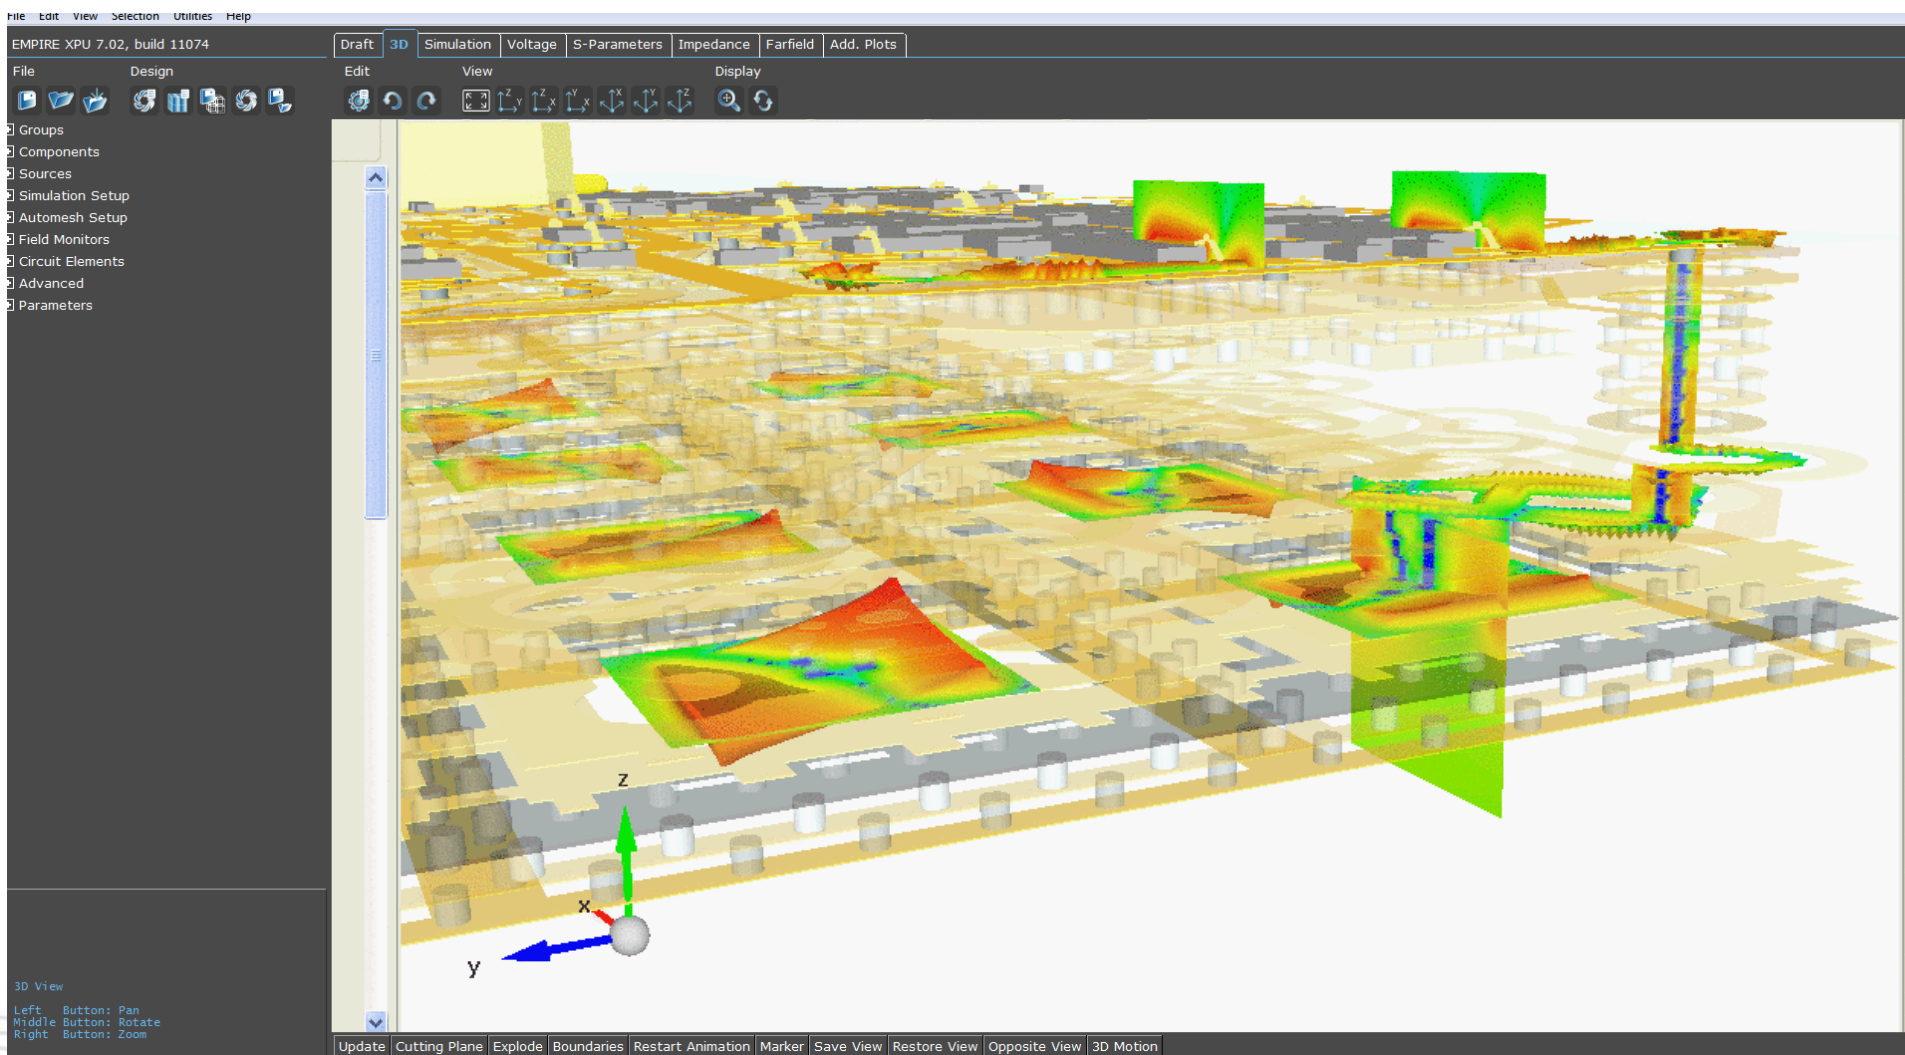 File Edit View Selection Utilities Help
EMPIRE XPU 7.02, build 11074
Draft 3D Simulation Voltage S-Parameters Impedance Farfield Add. Plots
File Design Edit View Display
Z Y Z X Y X X Y Z
Groups
Components
Sources
Simulation Setup
Automesh Setup
Field Monitors
Circuit Elements
Advanced
Parameters
z
x
y
3D View
Left Button: Pan
Middle Button: Rotate
Right Button: Zoom
Update Cutting Plane Explode Boundaries Restart Animation Marker Save View Restore View Opposite View 3D Motion